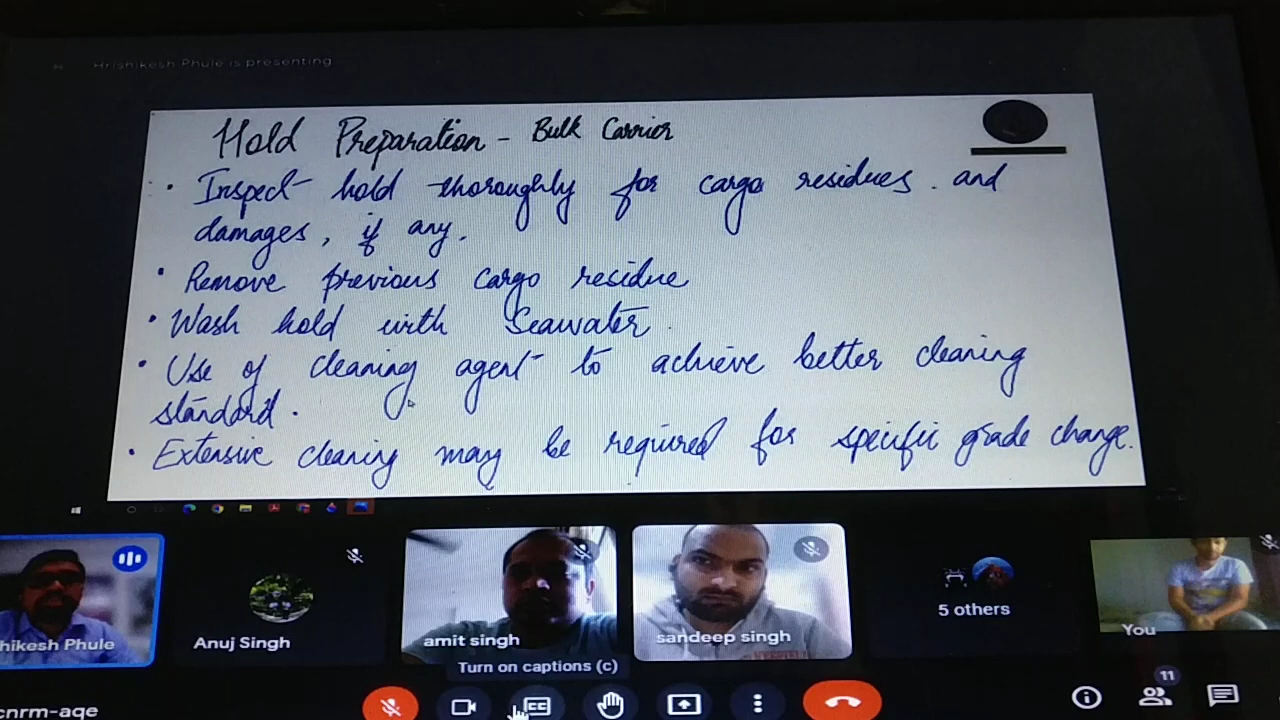 Hrishikesh Phule is presenting
Hold Preparation - Bulk Carrier
• Inspect hold thoroughly for cargo residues. and
damages, if any.
• Remove previous cargo residue
• Wash hold with Seawater.
• Use of cleaning agent to achieve better cleaning
standard.
• Extensive cleaning may be required for specific grade change.
hikesh Phule
Anuj Singh
amit singh
sandeep singh
5 others
You
Turn on captions (c)
11
cnrm-aqe
CC